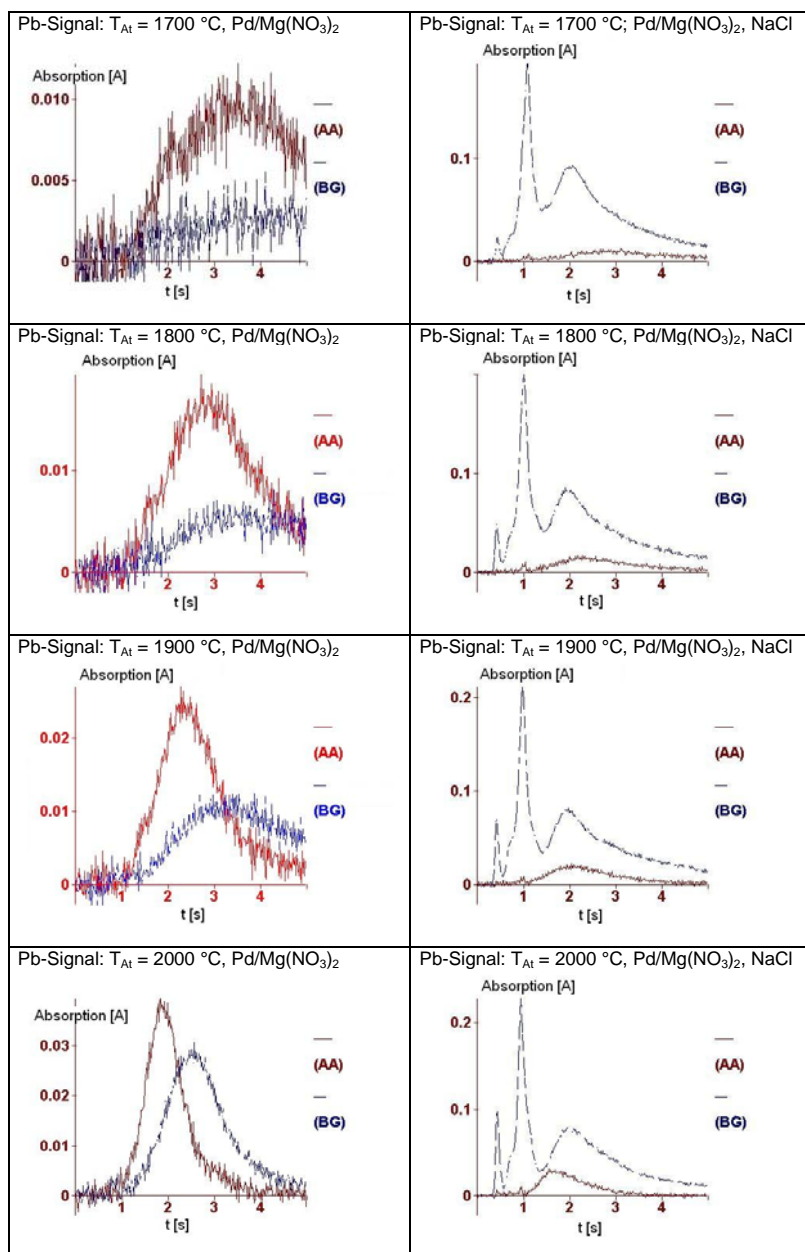 Pb-Signal: T_At = 1700 °C, Pd/Mg(NO₃)₂
Absorption [A]
0.010
0.005
0
1 2 3 4
t [s]
(AA)
(BG)
Pb-Signal: T_At = 1700 °C; Pd/Mg(NO₃)₂, NaCl
Absorption [A]
0.1
0
1 2 3 4
t [s]
(AA)
(BG)
Pb-Signal: T_At = 1800 °C, Pd/Mg(NO₃)₂
Absorption [A]
0.01
0
1 2 3 4
t [s]
(AA)
(BG)
Pb-Signal: T_At = 1800 °C, Pd/Mg(NO₃)₂, NaCl
Absorption [A]
0.1
0
1 2 3 4
t [s]
(AA)
(BG)
Pb-Signal: T_At = 1900 °C, Pd/Mg(NO₃)₂
Absorption [A]
0.02
0.01
0
1 2 3 4
t [s]
(AA)
(BG)
Pb-Signal: T_At = 1900 °C, Pd/Mg(NO₃)₂, NaCl
Absorption [A]
0.2
0.1
0
1 2 3 4
t [s]
(AA)
(BG)
Pb-Signal: T_At = 2000 °C, Pd/Mg(NO₃)₂
Absorption [A]
0.03
0.02
0.01
0
1 2 3 4
t [s]
(AA)
(BG)
Pb-Signal: T_At = 2000 °C, Pd/Mg(NO₃)₂, NaCl
Absorption [A]
0.2
0.1
0
1 2 3 4
t [s]
(AA)
(BG)